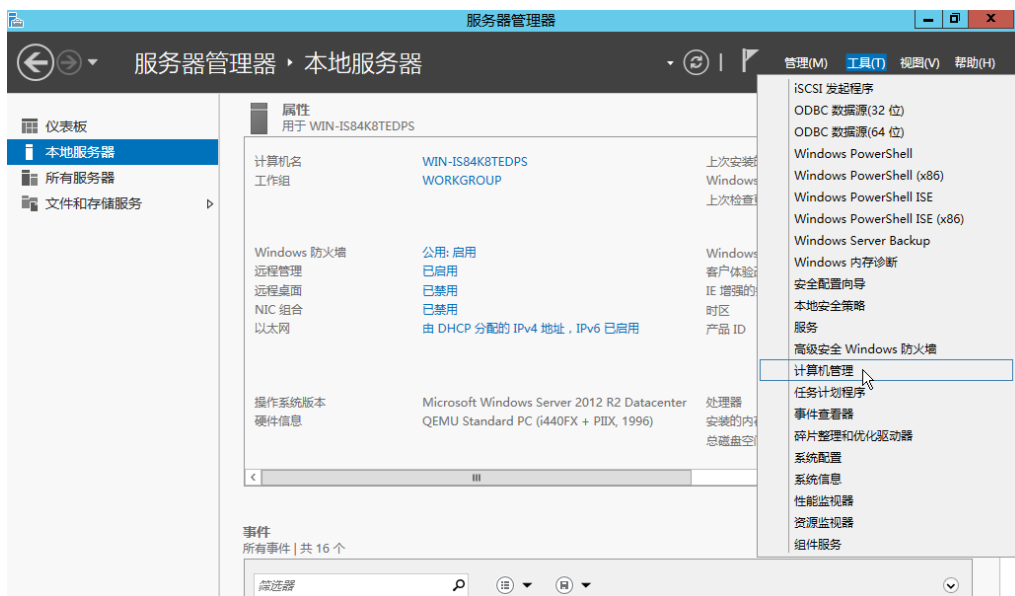 服务器管理器
服务器管理器 · 本地服务器
管理(M) 工具(T) 视图(V) 帮助(H)
仪表板
本地服务器
所有服务器
文件和存储服务
属性
用于 WIN-IS84K8TEDPS
计算机名 WIN-IS84K8TEDPS 上次安装的
工作组 WORKGROUP Windows
上次检查
Windows 防火墙 公用: 启用 Windows
远程管理 已启用 客户体验
远程桌面 已禁用 IE 增强的
NIC 组合 已禁用 时区
以太网 由 DHCP 分配的 IPv4 地址，IPv6 已启用 产品 ID
操作系统版本 Microsoft Windows Server 2012 R2 Datacenter 处理器
硬件信息 QEMU Standard PC (i440FX + PIIX, 1996) 安装的内
总磁盘空
事件
所有事件 | 共 16 个
筛选器
iSCSI 发起程序
ODBC 数据源(32 位)
ODBC 数据源(64 位)
Windows PowerShell
Windows PowerShell (x86)
Windows PowerShell ISE
Windows PowerShell ISE (x86)
Windows Server Backup
Windows 内存诊断
安全配置向导
本地安全策略
服务
高级安全 Windows 防火墙
计算机管理
任务计划程序
事件查看器
碎片整理和优化驱动器
系统配置
系统信息
性能监视器
资源监视器
组件服务